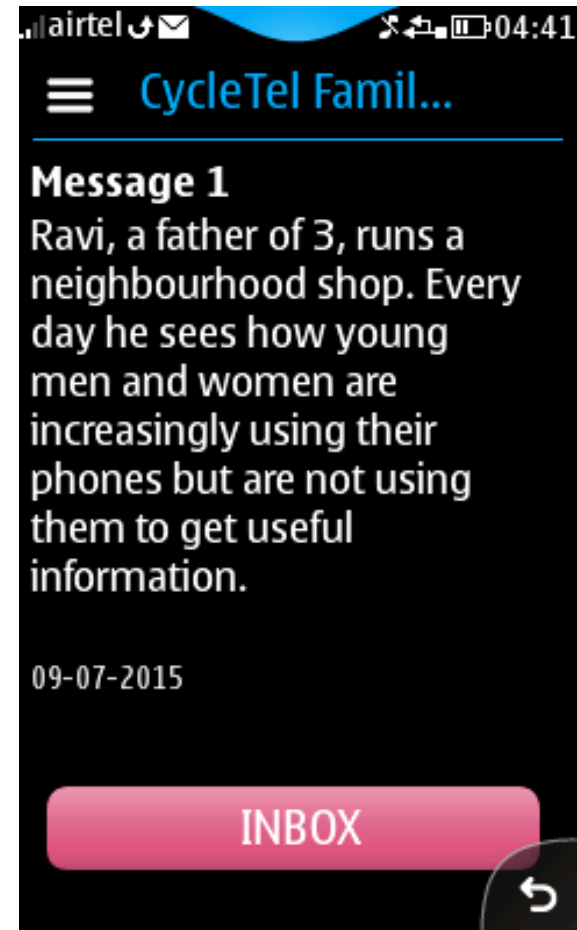 airtel 04:41
CycleTel Famil...
Message 1
Ravi, a father of 3, runs a
neighbourhood shop. Every
day he sees how young
men and women are
increasingly using their
phones but are not using
them to get useful
information.
09-07-2015
INBOX